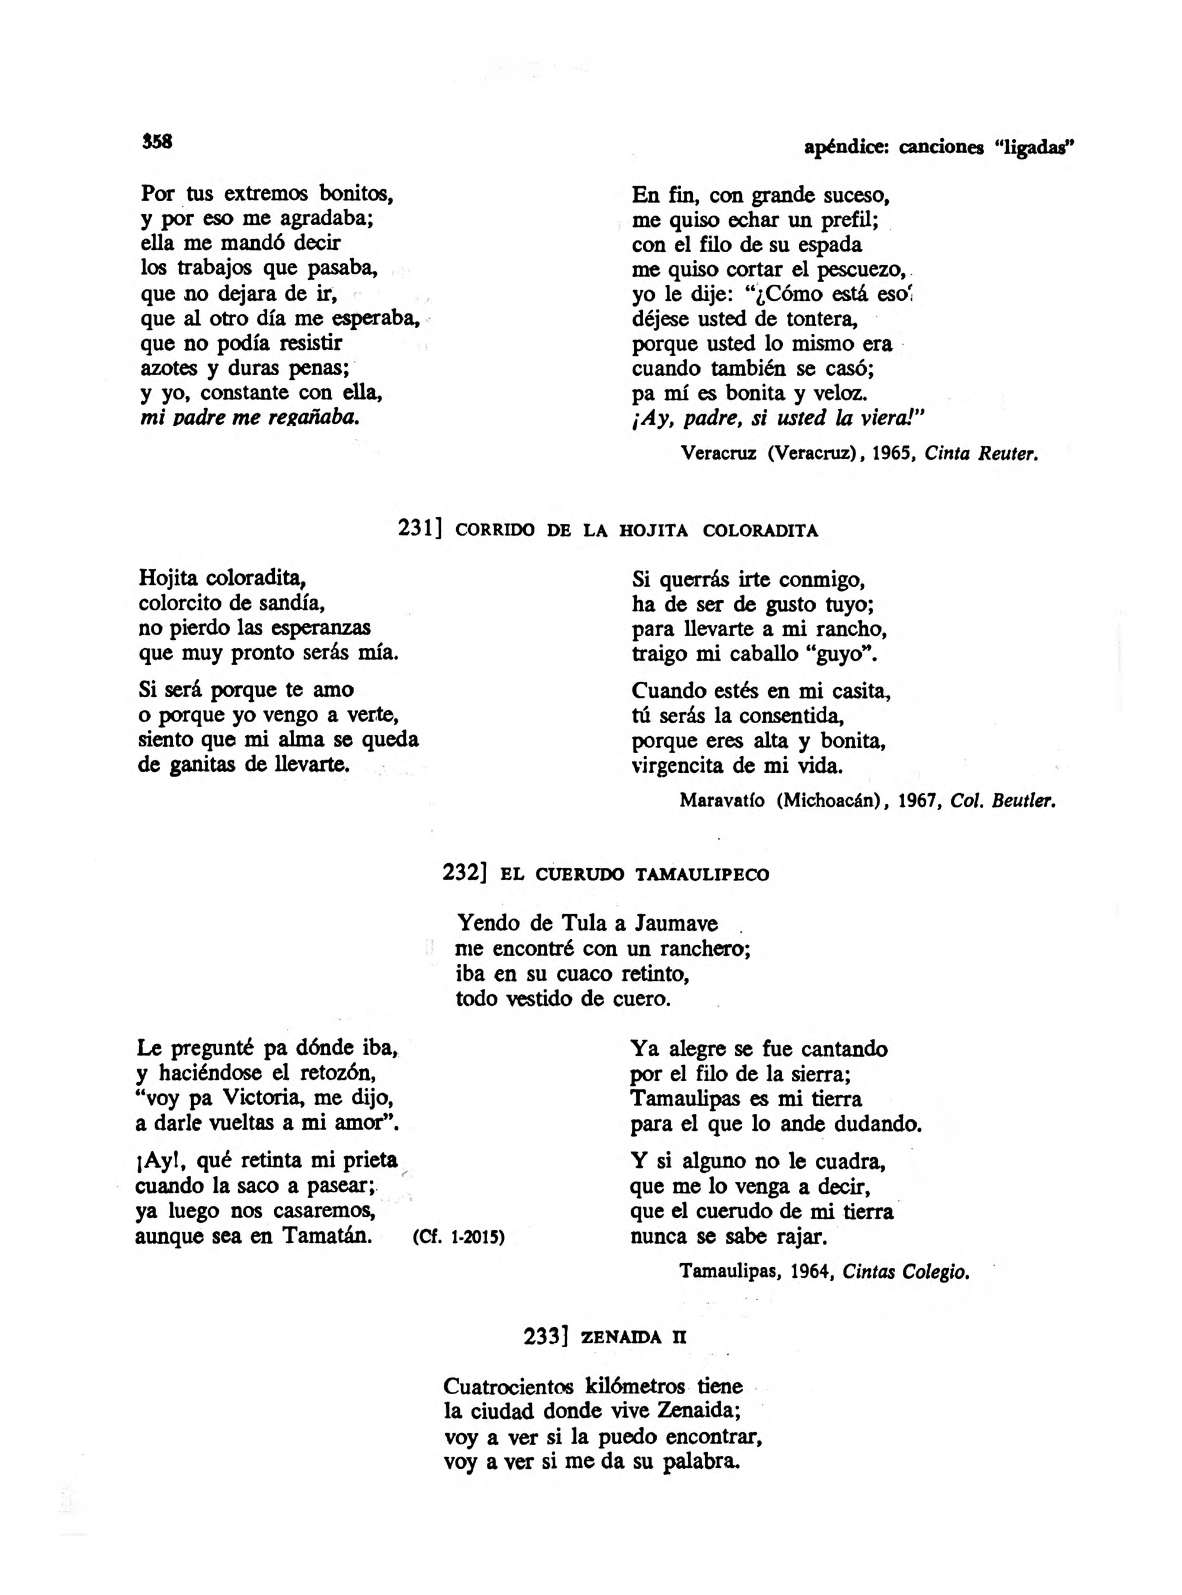 358
apéndice: canciones “ligadas”
Por tus extremos bonitos,
y por eso me agradaba;
ella me mandó decir
los trabajos que pasaba,
que no dejara de ir,
que al otro día me esperaba,
que no podía resistir
azotes y duras penas;
y yo, constante con ella,
mi padre me regañaba.
En fin, con grande suceso,
me quiso echar un prefil;
con el filo de su espada
me quiso cortar el pescuezo,
yo le dije: “¿Cómo está eso?
déjese usted de tontera,
porque usted lo mismo era
cuando también se casó;
pa mí es bonita y veloz.
¡Ay, padre, si usted la viera!”
Veracruz (Veracruz), 1965, Cinta Reuter.
231] CORRIDO DE LA HOJITA COLORADITA
Hojita coloradita,
colorcito de sandía,
no pierdo las esperanzas
que muy pronto serás mía.
Si será porque te amo
o porque yo vengo a verte,
siento que mi alma se queda
de ganitas de llevarte.
Si querrás irte conmigo,
ha de ser de gusto tuyo;
para llevarte a mi rancho,
traigo mi caballo “guyo”.
Cuando estés en mi casita,
tú serás la consentida,
porque eres alta y bonita,
virgencita de mi vida.
Maravatío (Michoacán), 1967, Col. Beutler.
232] EL CUERUDO TAMAULIPECO
Yendo de Tula a Jaumave
me encontré con un ranchero;
iba en su cuaco retinto,
todo vestido de cuero.
Le pregunté pa dónde iba,
y haciéndose el retozón,
“voy pa Victoria, me dijo,
a darle vueltas a mi amor”.
¡Ay!, qué retinta mi prieta
cuando la saco a pasear;
ya luego nos casaremos,
aunque sea en Tamatán. (Cf. 1-2015)
Ya alegre se fue cantando
por el filo de la sierra;
Tamaulipas es mi tierra
para el que lo ande dudando.
Y si alguno no le cuadra,
que me lo venga a decir,
que el cuerudo de mi tierra
nunca se sabe rajar.
Tamaulipas, 1964, Cintas Colegio.
233] ZENAIDA II
Cuatrocientos kilómetros tiene
la ciudad donde vive Zenaida;
voy a ver si la puedo encontrar,
voy a ver si me da su palabra.